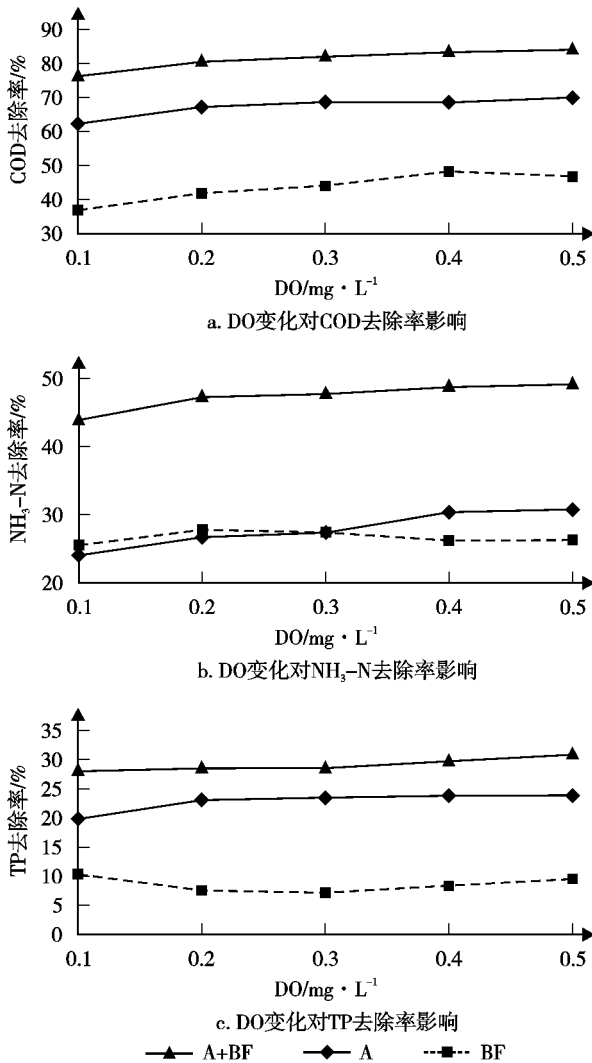 90
80
70
60
50
40
30
COD去除率/%
0.1 0.2 0.3 0.4 0.5
DO/mg·L⁻¹
a. DO变化对COD去除率影响
50
40
30
20
NH₃-N去除率/%
0.1 0.2 0.3 0.4 0.5
DO/mg·L⁻¹
b. DO变化对NH₃-N去除率影响
35
30
25
20
15
10
5
0
TP去除率/%
0.1 0.2 0.3 0.4 0.5
DO/mg·L⁻¹
c. DO变化对TP去除率影响
A+BF A BF